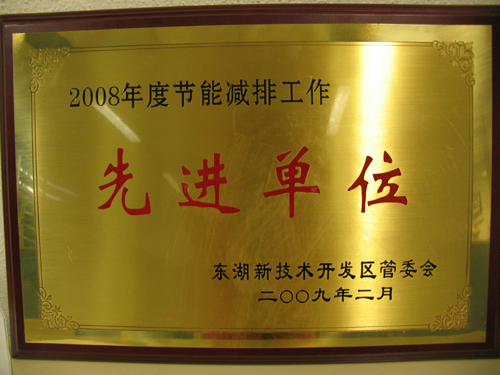 2008年度节能减排工作
先进单位
东湖新技术开发区管委会
二〇〇九年二月